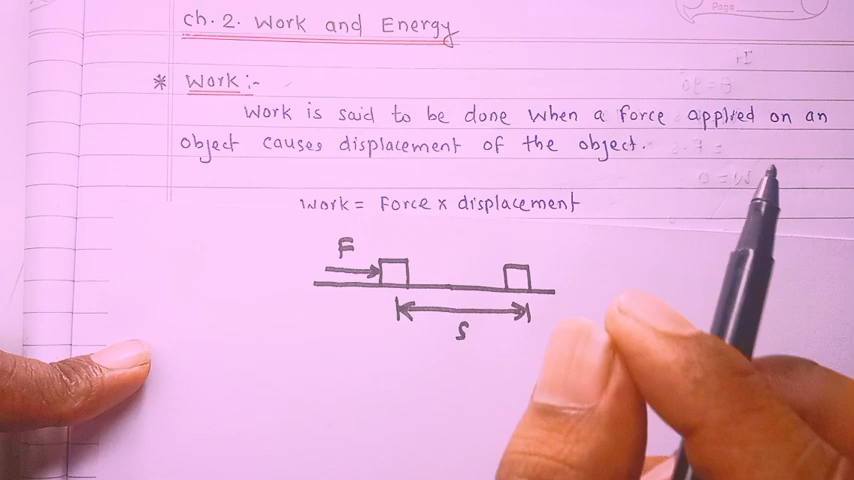 Page
ch. 2. Work and Energy
* Work :-
Work is said to be done when a force applied on an
object causes displacement of the object.
Work = Force x displacement
F
S